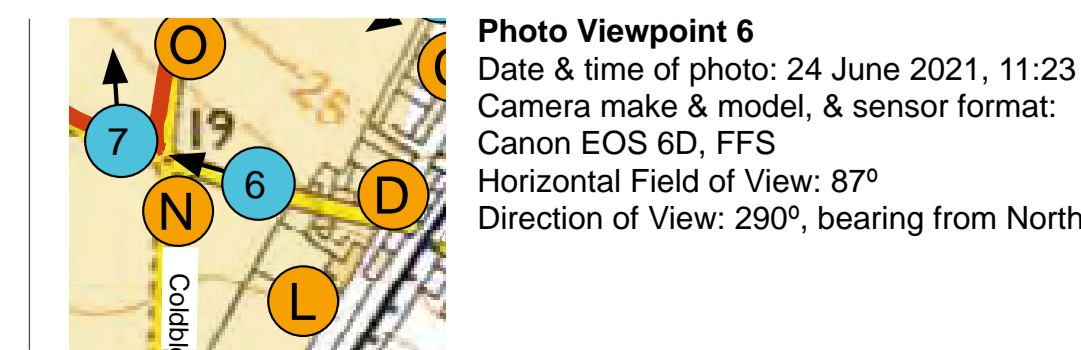 O
7
19
26
6
N
D
L
Coldbl
Photo Viewpoint 6
Date & time of photo: 24 June 2021, 11:23
Camera make & model, & sensor format:
Canon EOS 6D, FFS
Horizontal Field of View: 87º
Direction of View: 290º, bearing from North